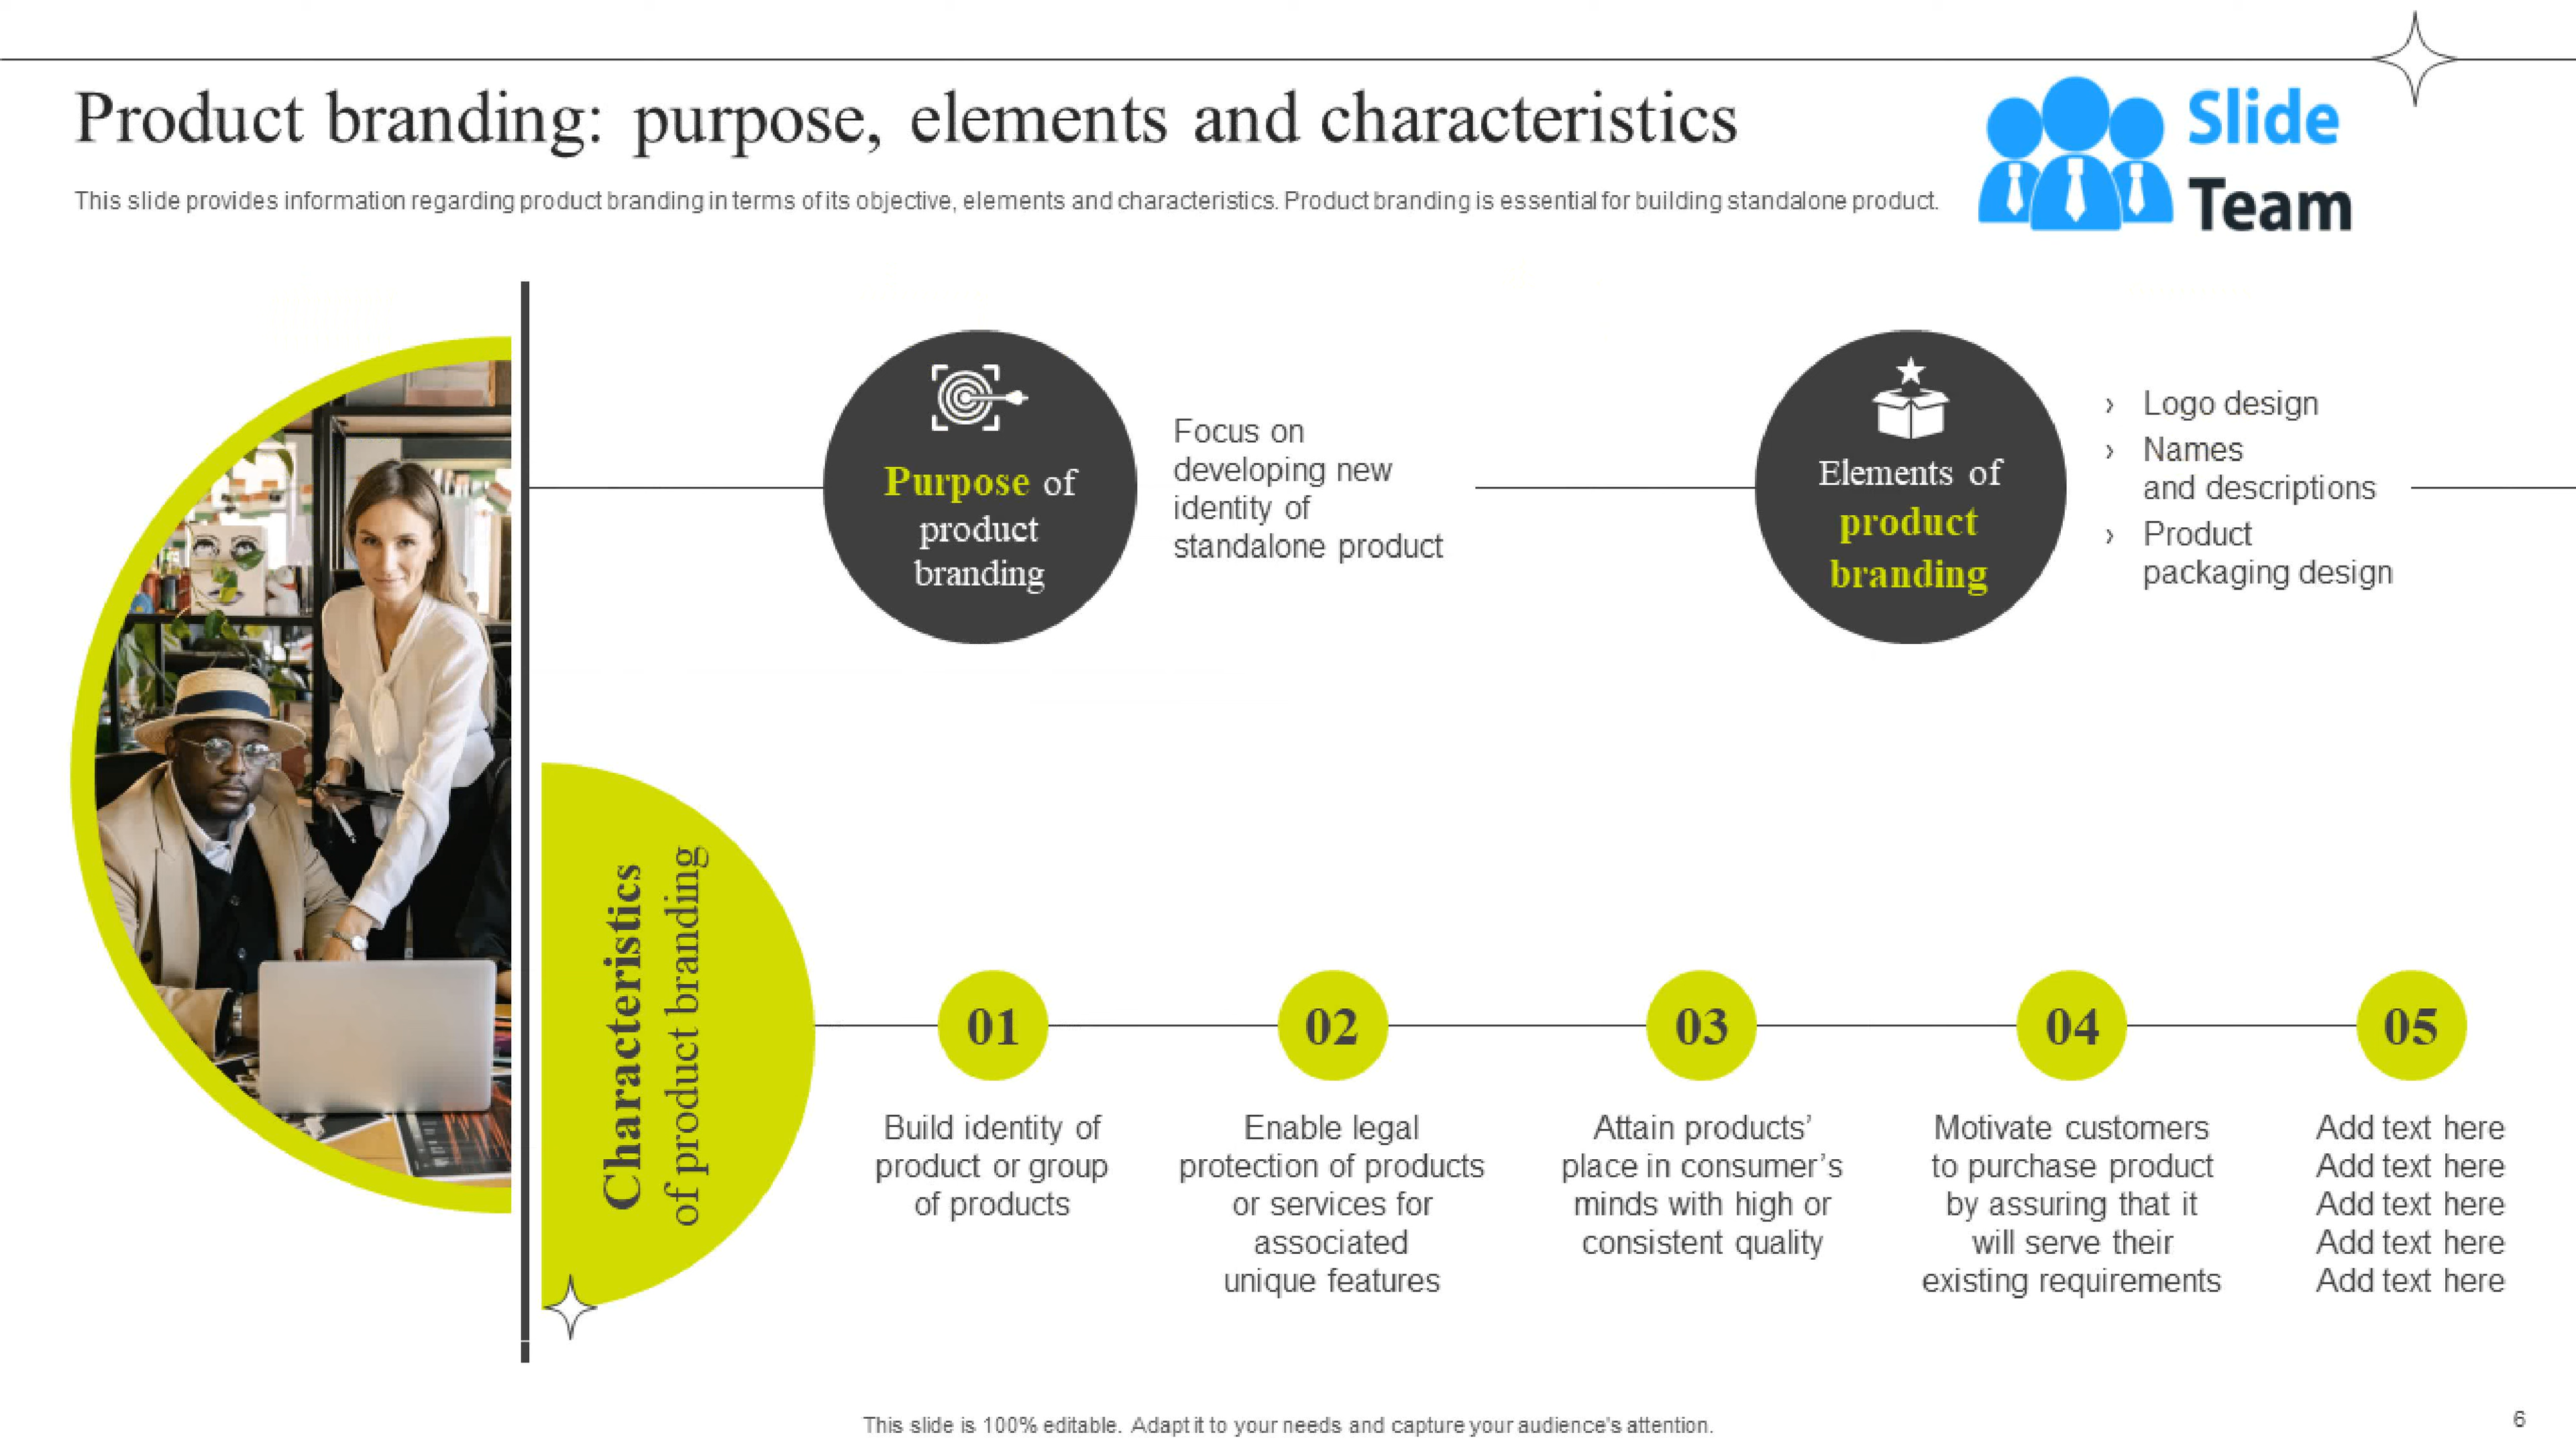 Product branding: purpose, elements and characteristics
Slide
Team
This slide provides information regarding product branding in terms of its objective, elements and characteristics. Product branding is essential for building standalone product.
Purpose of
product
branding
Focus on
developing new
identity of
standalone product
Elements of
product
branding
› Logo design
› Names
and descriptions
› Product
packaging design
Characteristics
of product branding
01
Build identity of
product or group
of products
02
Enable legal
protection of products
or services for
associated
unique features
03
Attain products’
place in consumer’s
minds with high or
consistent quality
04
Motivate customers
to purchase product
by assuring that it
will serve their
existing requirements
05
Add text here
Add text here
Add text here
Add text here
Add text here
This slide is 100% editable. Adapt it to your needs and capture your audience's attention.
6